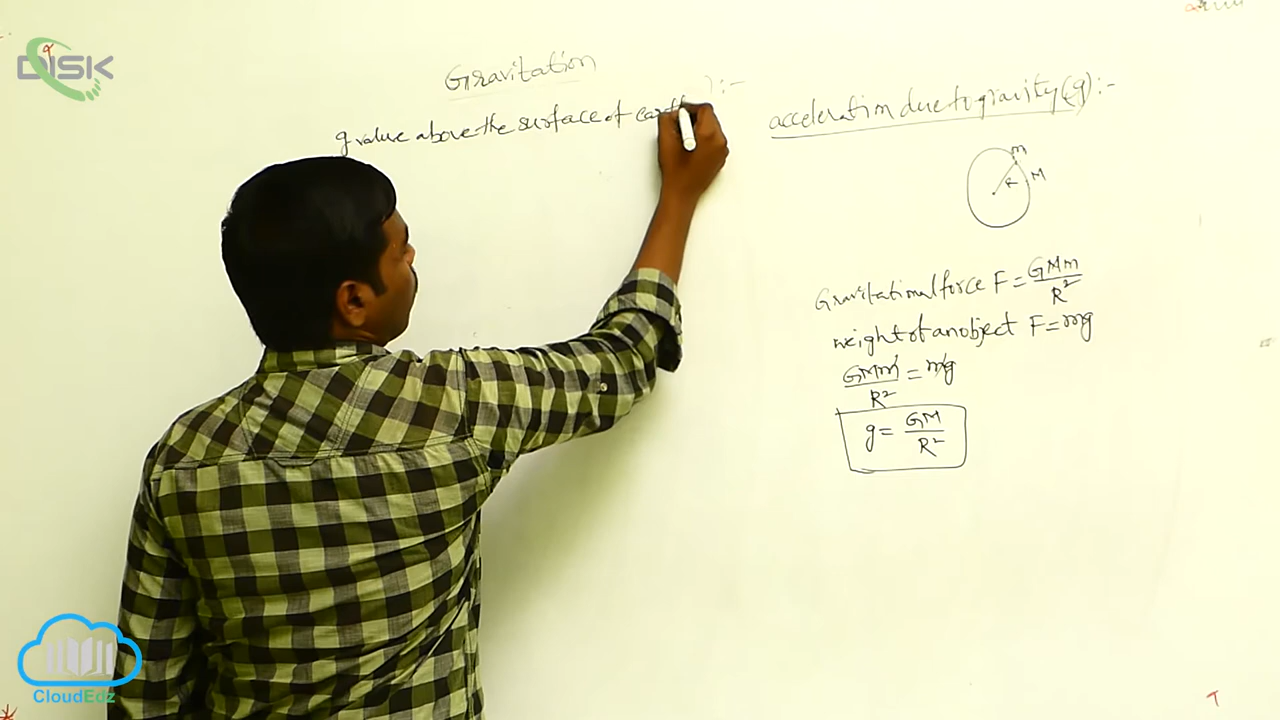 DISK
Gravitation
g value above the surface of earth
acceleration due to gravity (g):-
m
R
M
Gravitational force F = GMm/R²
weight of an object F = mg
GMm/R² = mg
g = GM/R²
CloudEdz